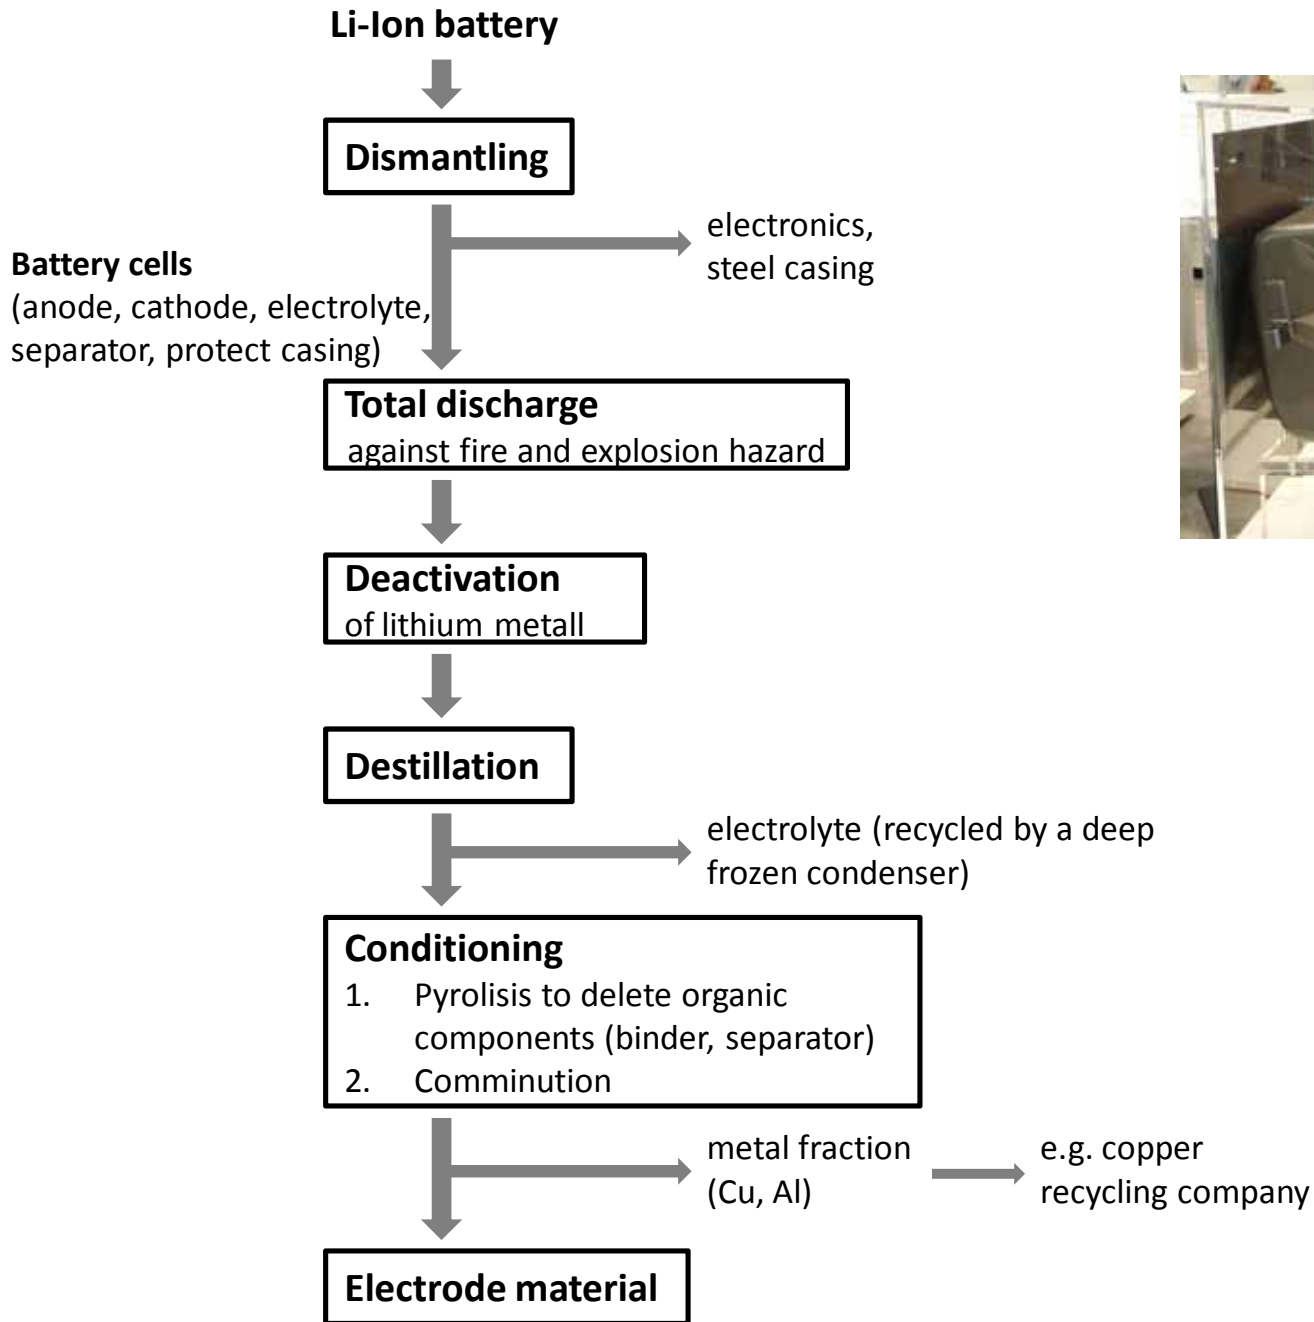 Li-Ion battery
Dismantling
electronics,
steel casing
Battery cells
(anode, cathode, electrolyte,
separator, protect casing)
Total discharge
against fire and explosion hazard
Deactivation
of lithium metall
Destillation
electrolyte (recycled by a deep
frozen condenser)
Conditioning
1. Pyrolisis to delete organic
components (binder, separator)
2. Comminution
metal fraction
(Cu, Al)
e.g. copper
recycling company
Electrode material